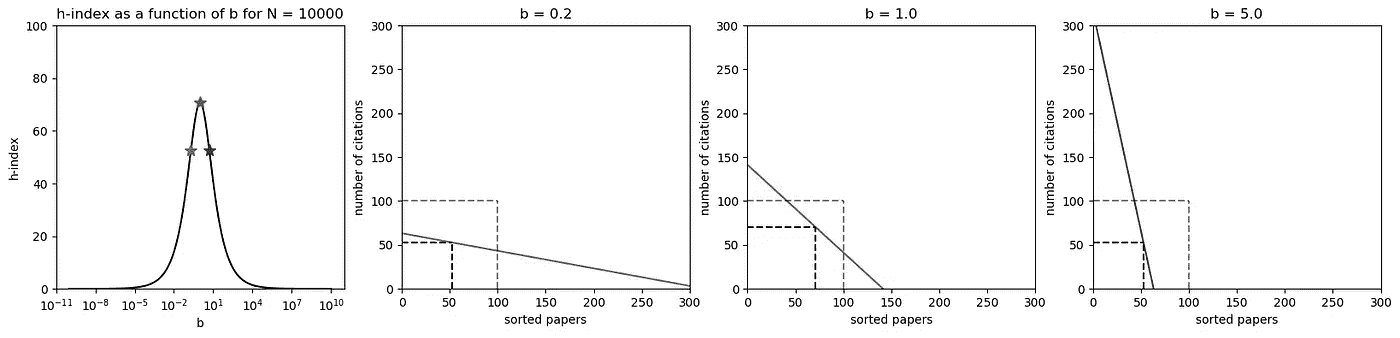 h-index as a function of b for N = 10000
100
80
60
40
20
0
h-index
10⁻¹¹ 10⁻⁸ 10⁻⁵ 10⁻² 10¹ 10⁴ 10⁷ 10¹⁰
b
b = 0.2
300
250
200
150
100
50
0
number of citations
0 50 100 150 200 250 300
sorted papers
b = 1.0
300
250
200
150
100
50
0
number of citations
0 50 100 150 200 250 300
sorted papers
b = 5.0
300
250
200
150
100
50
0
number of citations
0 50 100 150 200 250 300
sorted papers